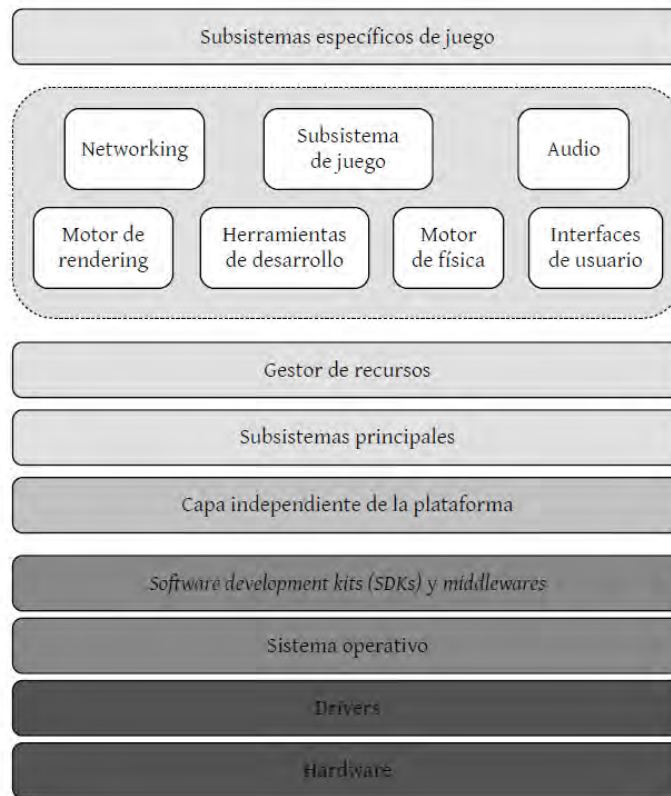 Subsistemas específicos de juego
Networking
Subsistema
de juego
Audio
Motor de
rendering
Herramientas
de desarrollo
Motor
de física
Interfaces
de usuario
Gestor de recursos
Subsistemas principales
Capa independiente de la plataforma
Software development kits (SDKs) y middlewares
Sistema operativo
Drivers
Hardware